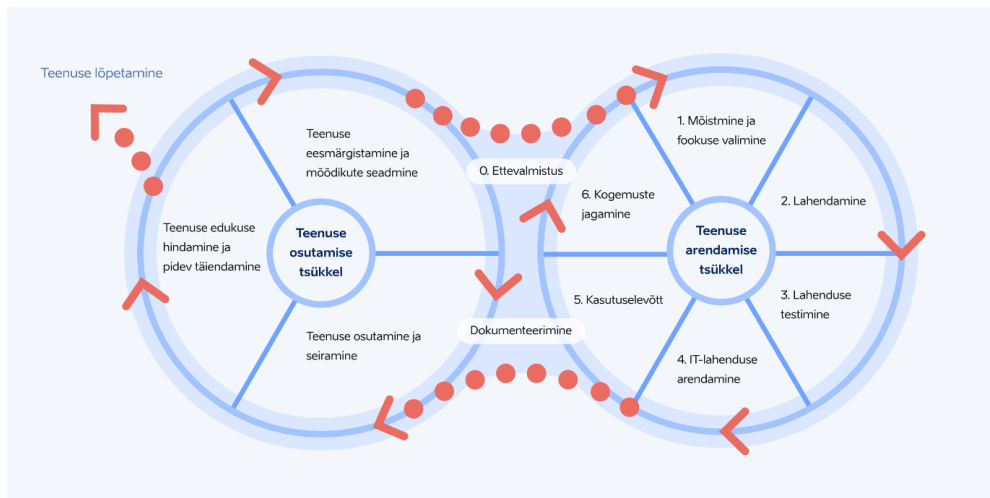 Teenuse lõpetamine
Teenuse
eesmärgistamine ja
mõõdikute seadmine
Teenuse edukuse
hindamine ja
pidev täiendamine
Teenuse
osutamise
tsükkel
Teenuse osutamine ja
seiramine
0. Ettevalmistus
Dokumenteerimine
1. Mõistmine ja
fookuse valimine
2. Lahendamine
3. Lahenduse
testimine
4. IT-lahenduse
arendamine
5. Kasutuselevõtt
6. Kogemuste
jagamine
Teenuse
arendamise
tsükkel